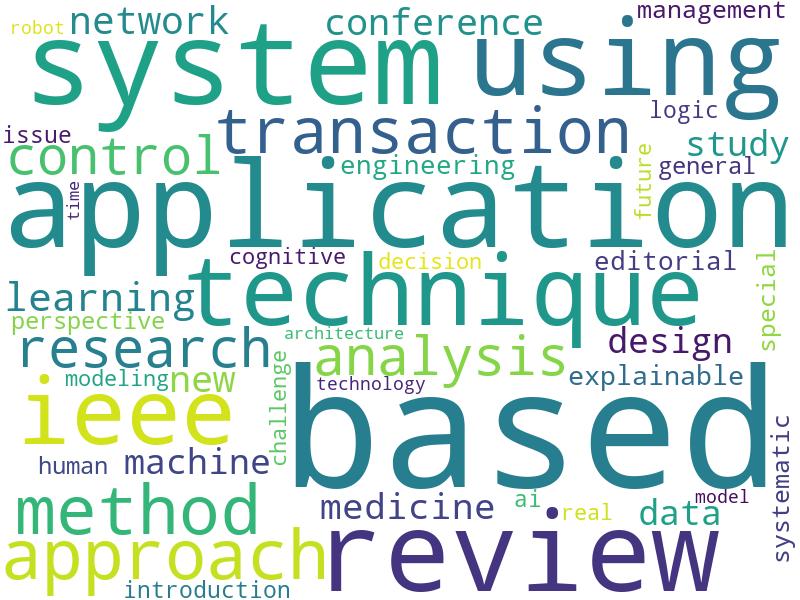 robot
network
conference
management
system
using
logic
issue
transaction
study
control
engineering
future
general
time
application
cognitive
decision
editorial
special
learning
technique
perspective
architecture
research
analysis
design
modeling
new
challenge
technology
explainable
ieee
based
human
machine
systematic
method
medicine
ai
real
data
model
approach
review
introduction